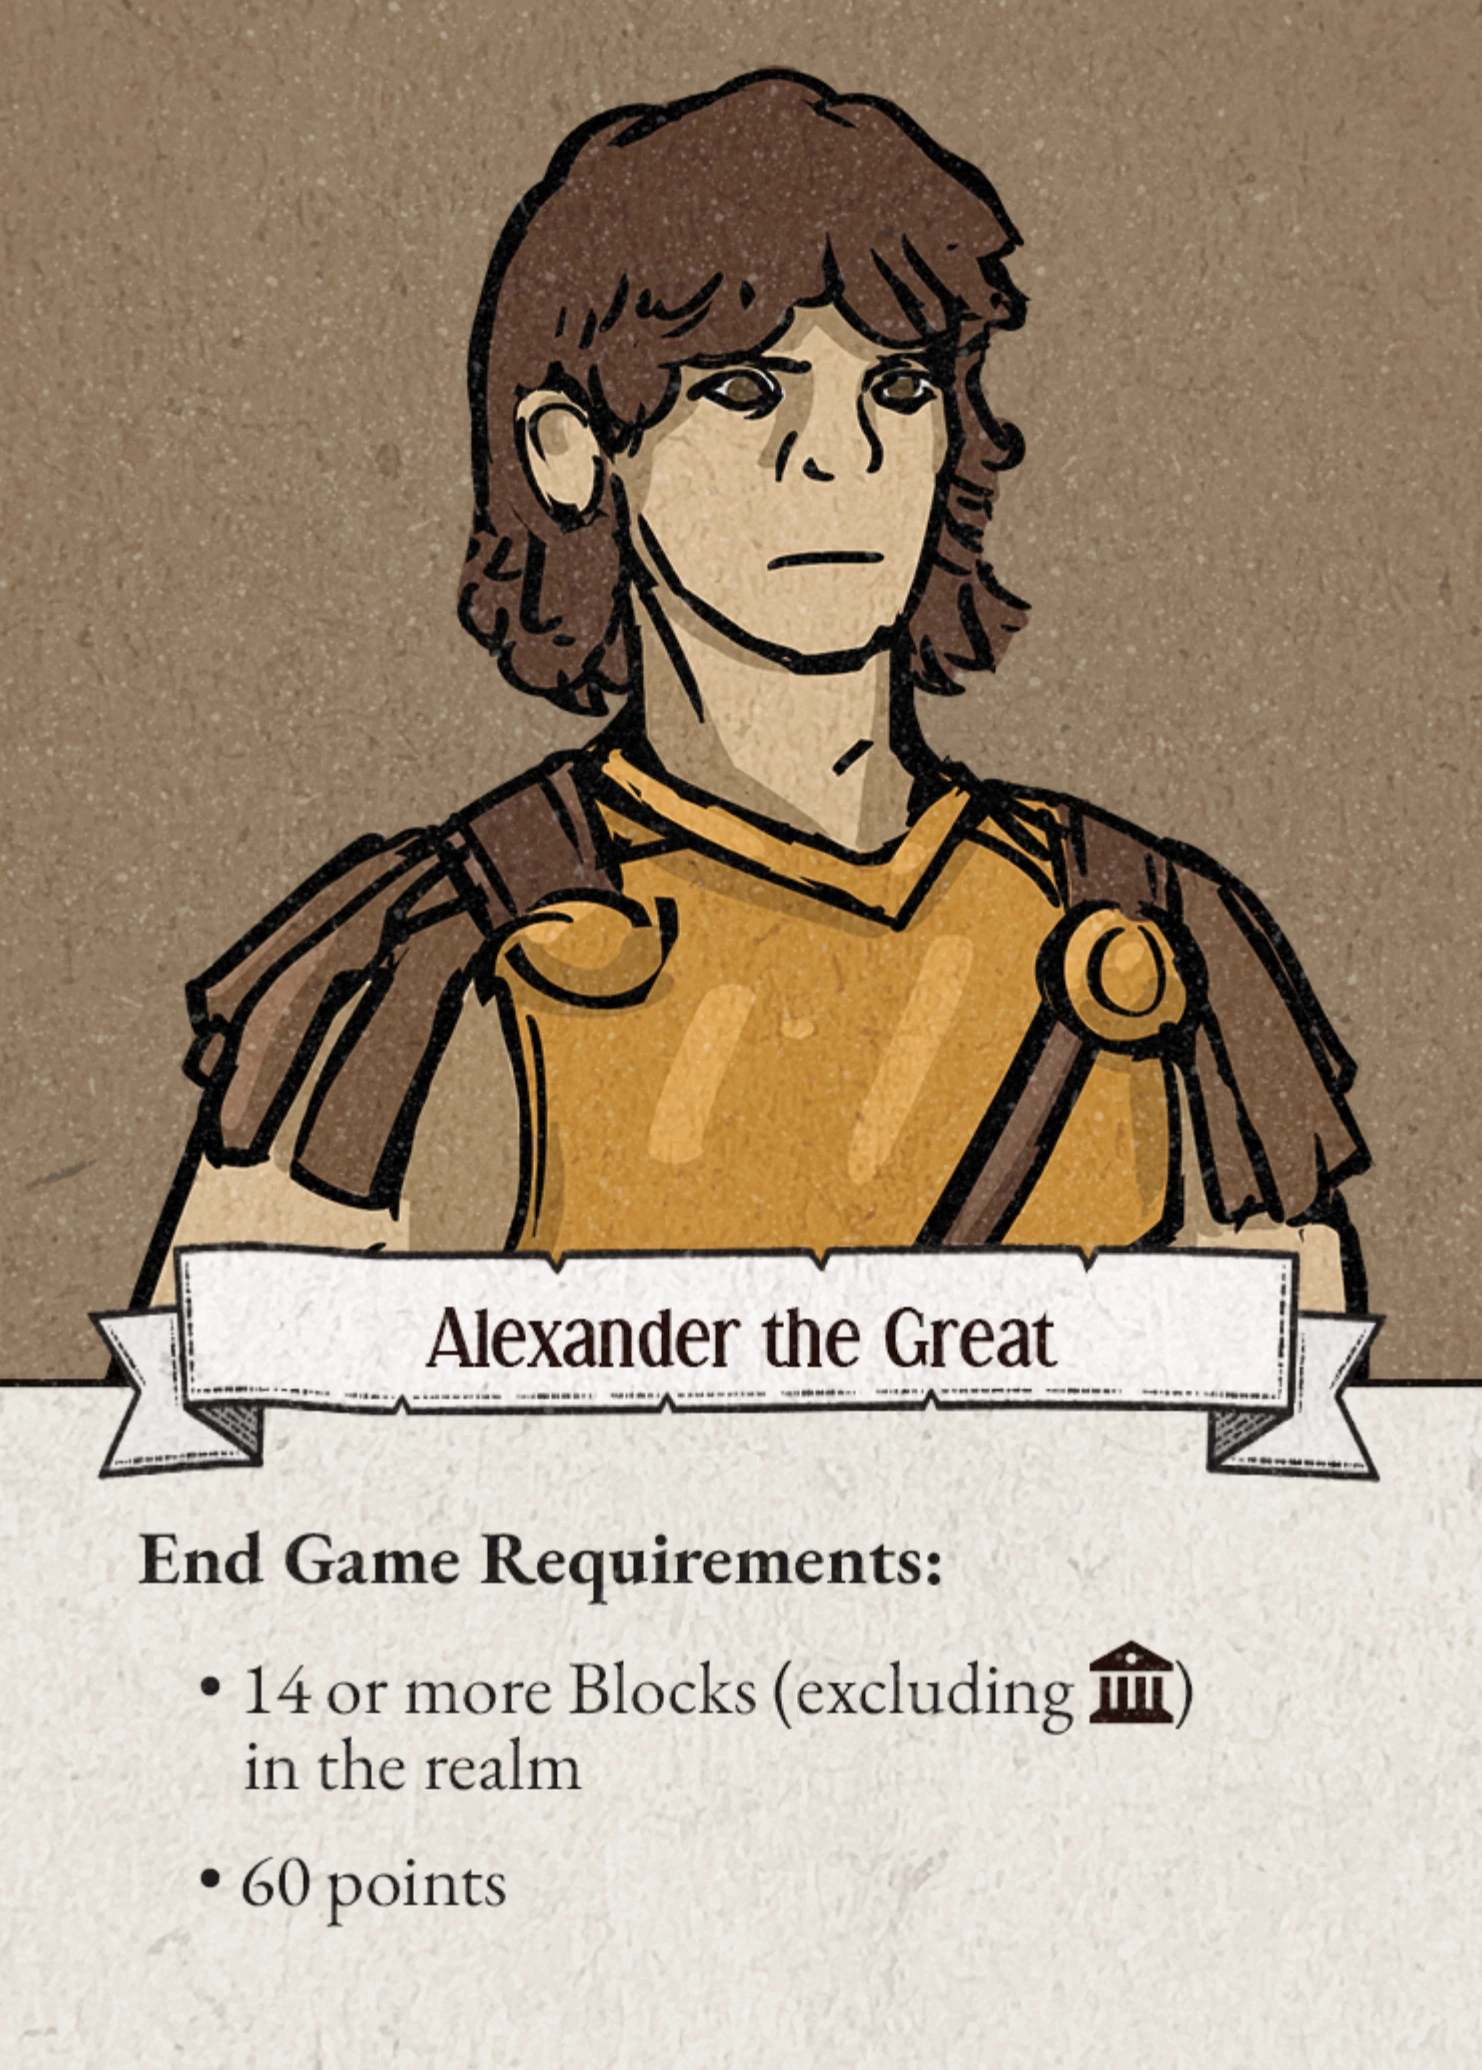 Alexander the Great
End Game Requirements:
• 14 or more Blocks (excluding )
in the realm
• 60 points